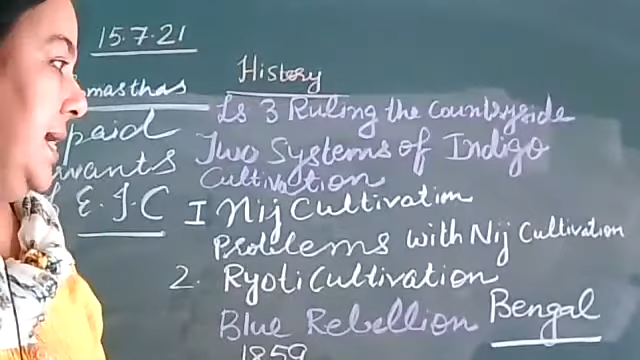 15.7.21
History
masthas
paid
vants
E.I.C
Ls 3 Ruling the Countryside
Two Systems of Indigo
Cultivation
I Nij Cultivation
Problems with Nij Cultivation
2. Ryoti Cultivation
Blue Rebellion Bengal
1859